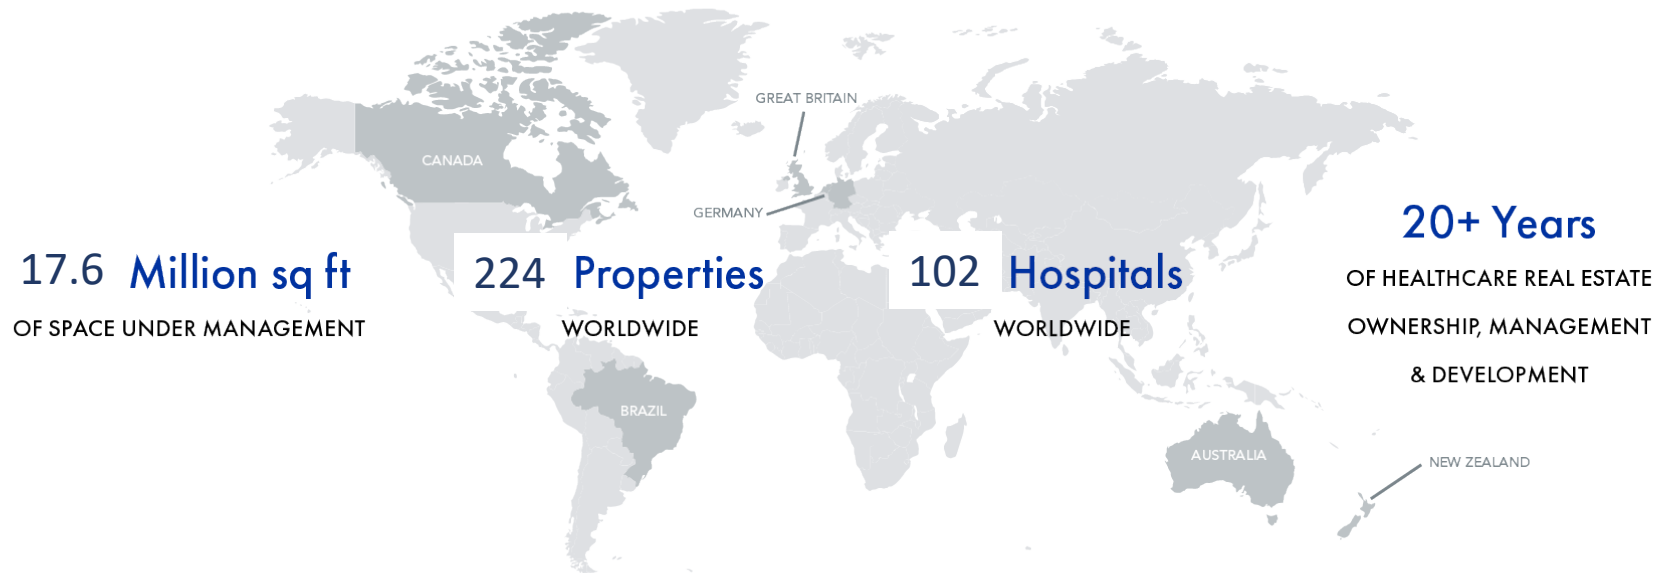 GREAT BRITAIN
CANADA
GERMANY
17.6 Million sq ft
OF SPACE UNDER MANAGEMENT
224 Properties
WORLDWIDE
102 Hospitals
WORLDWIDE
20+ Years
OF HEALTHCARE REAL ESTATE
OWNERSHIP, MANAGEMENT
& DEVELOPMENT
BRAZIL
AUSTRALIA
NEW ZEALAND